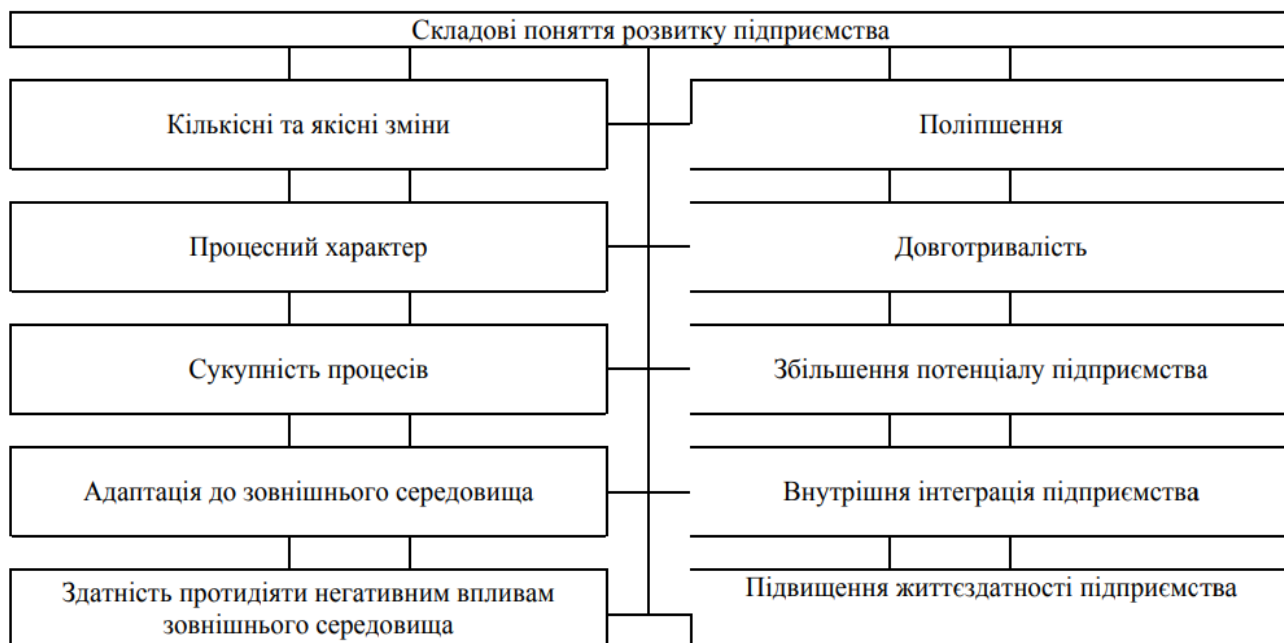 Складові поняття розвитку підприємства
Кількісні та якісні зміни
Поліпшення
Процесний характер
Довготривалість
Сукупність процесів
Збільшення потенціалу підприємства
Адаптація до зовнішнього середовища
Внутрішня інтеграція підприємства
Здатність протидіяти негативним впливам
зовнішнього середовища
Підвищення життєздатності підприємства